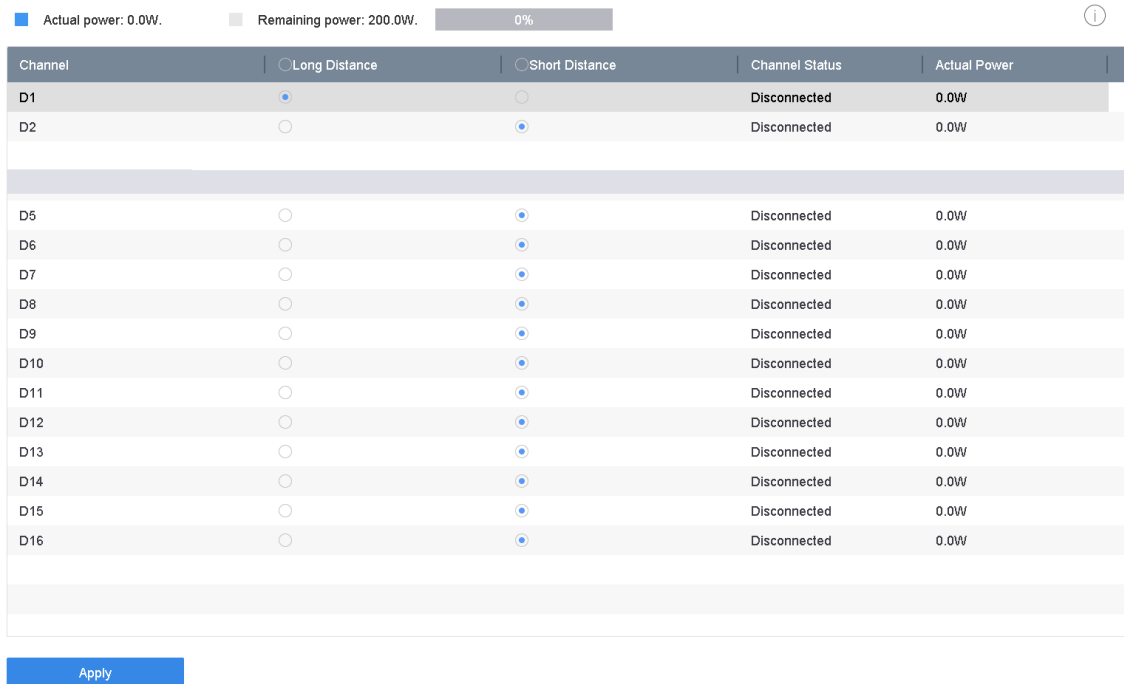 Actual power: 0.0W. Remaining power: 200.0W. 0%
Channel Long Distance Short Distance Channel Status Actual Power
D1 Disconnected 0.0W
D2 Disconnected 0.0W
D5 Disconnected 0.0W
D6 Disconnected 0.0W
D7 Disconnected 0.0W
D8 Disconnected 0.0W
D9 Disconnected 0.0W
D10 Disconnected 0.0W
D11 Disconnected 0.0W
D12 Disconnected 0.0W
D13 Disconnected 0.0W
D14 Disconnected 0.0W
D15 Disconnected 0.0W
D16 Disconnected 0.0W
Apply